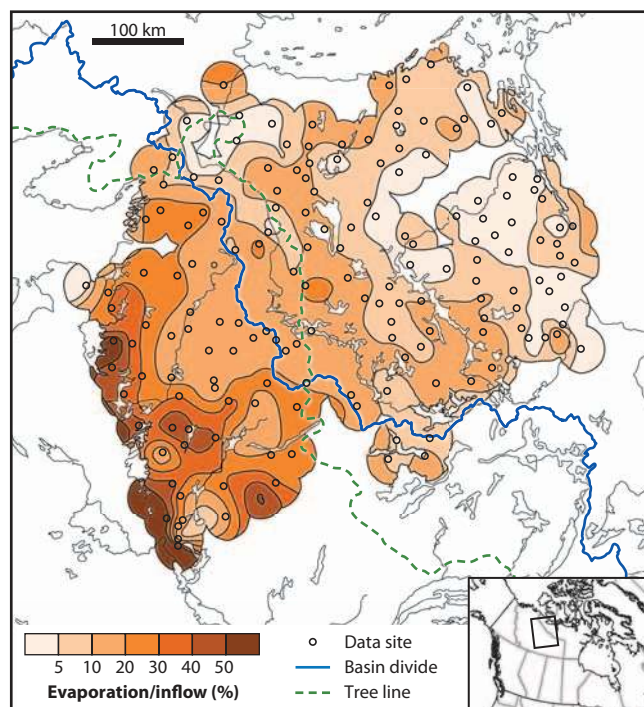 100 km
5 10 20 30 40 50
Evaporation/inflow (%)
Data site
Basin divide
Tree line